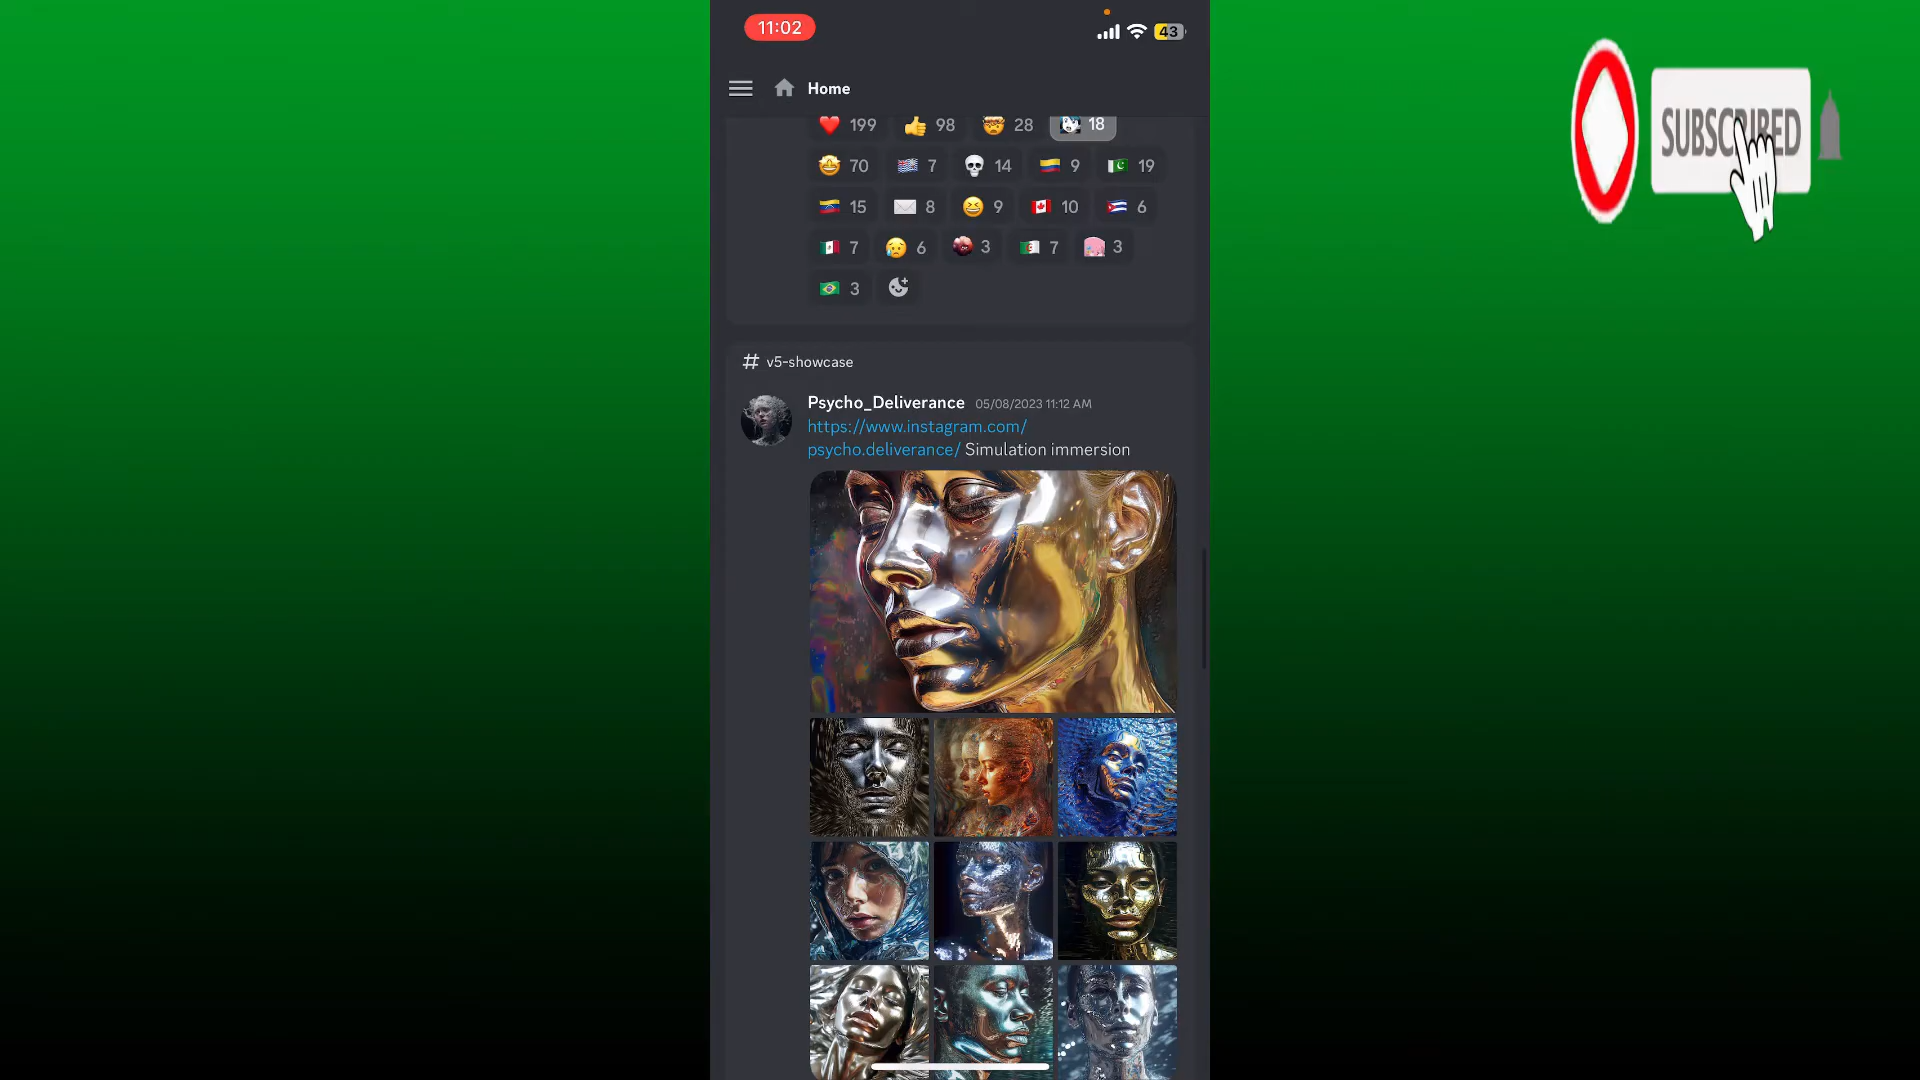 11:02
43
Home
199 98 28 18
70 7 14 9 19
15 8 9 10 6
7 6 3 7 3
3
# v5-showcase
Psycho_Deliverance 05/08/2023 11:12 AM
https://www.instagram.com/
psycho.deliverance/ Simulation immersion
SUBSCRIBED